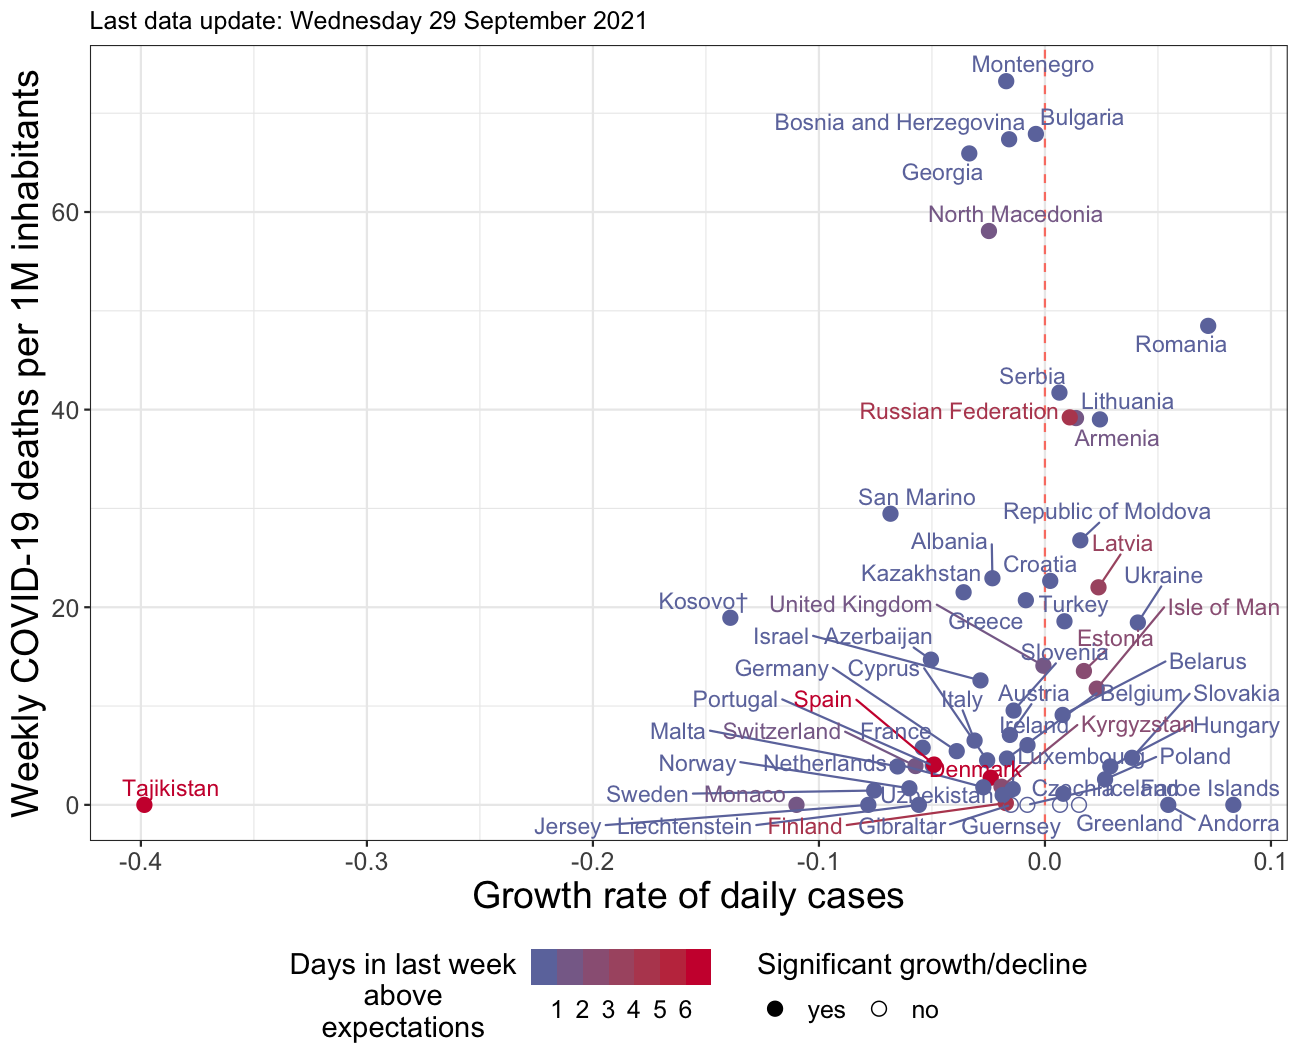 Last data update: Wednesday 29 September 2021
Weekly COVID-19 deaths per 1M inhabitants
60
40
20
0
Montenegro
Bosnia and Herzegovina
Bulgaria
Georgia
North Macedonia
Romania
Serbia
Lithuania
Russian Federation
Armenia
San Marino
Republic of Moldova
Albania
Latvia
Croatia
Kazakhstan
Ukraine
Kosovo†
United Kingdom
Turkey
Isle of Man
Greece
Israel
Azerbaijan
Estonia
Slovenia
Germany
Cyprus
Belarus
Portugal
Spain
Italy
Austria
Belgium
Slovakia
Malta
Switzerland
France
Ireland
Kyrgyzstan
Hungary
Norway
Netherlands
Denmark
Luxembourg
Poland
Tajikistan
Sweden
Monaco
Uzbekistan
Czechia
Iceland
Faroe Islands
Jersey
Liechtenstein
Finland
Gibraltar
Guernsey
Greenland
Andorra
-0.4
-0.3
-0.2
-0.1
0.0
0.1
Growth rate of daily cases
Days in last week
above
expectations
1 2 3 4 5 6
Significant growth/decline
yes
no